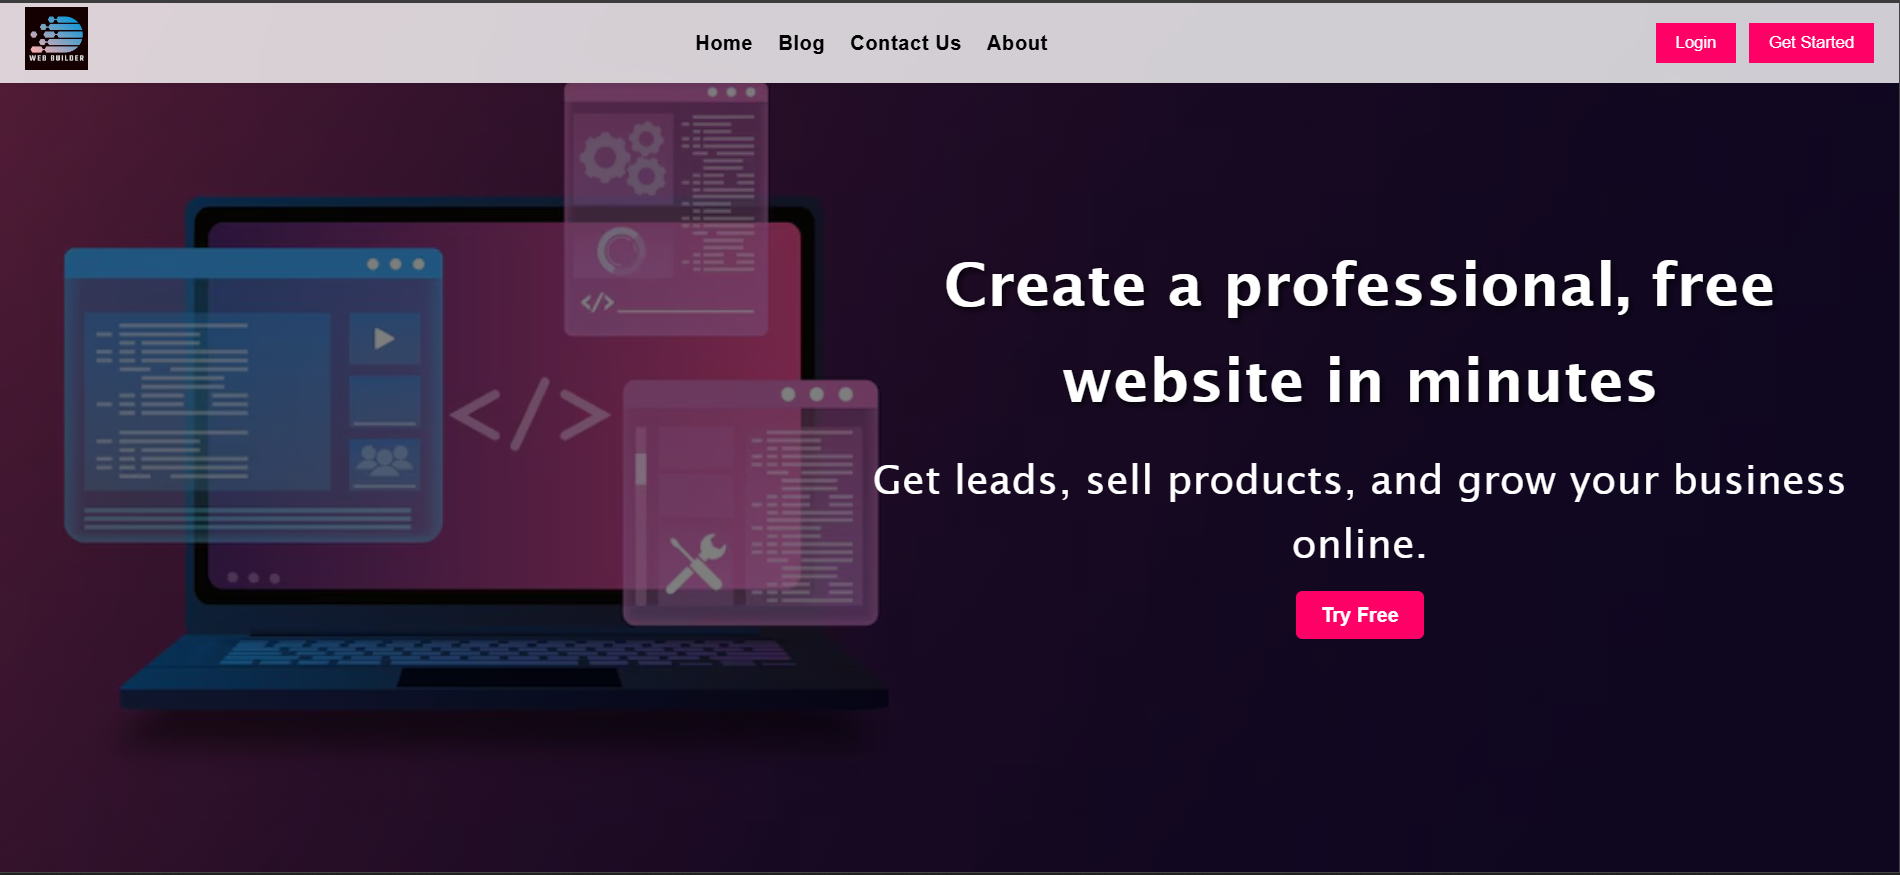 WEB BUILDER
Home Blog Contact Us About
Login Get Started
</>
</>
Create a professional, free
website in minutes
Get leads, sell products, and grow your business
online.
Try Free